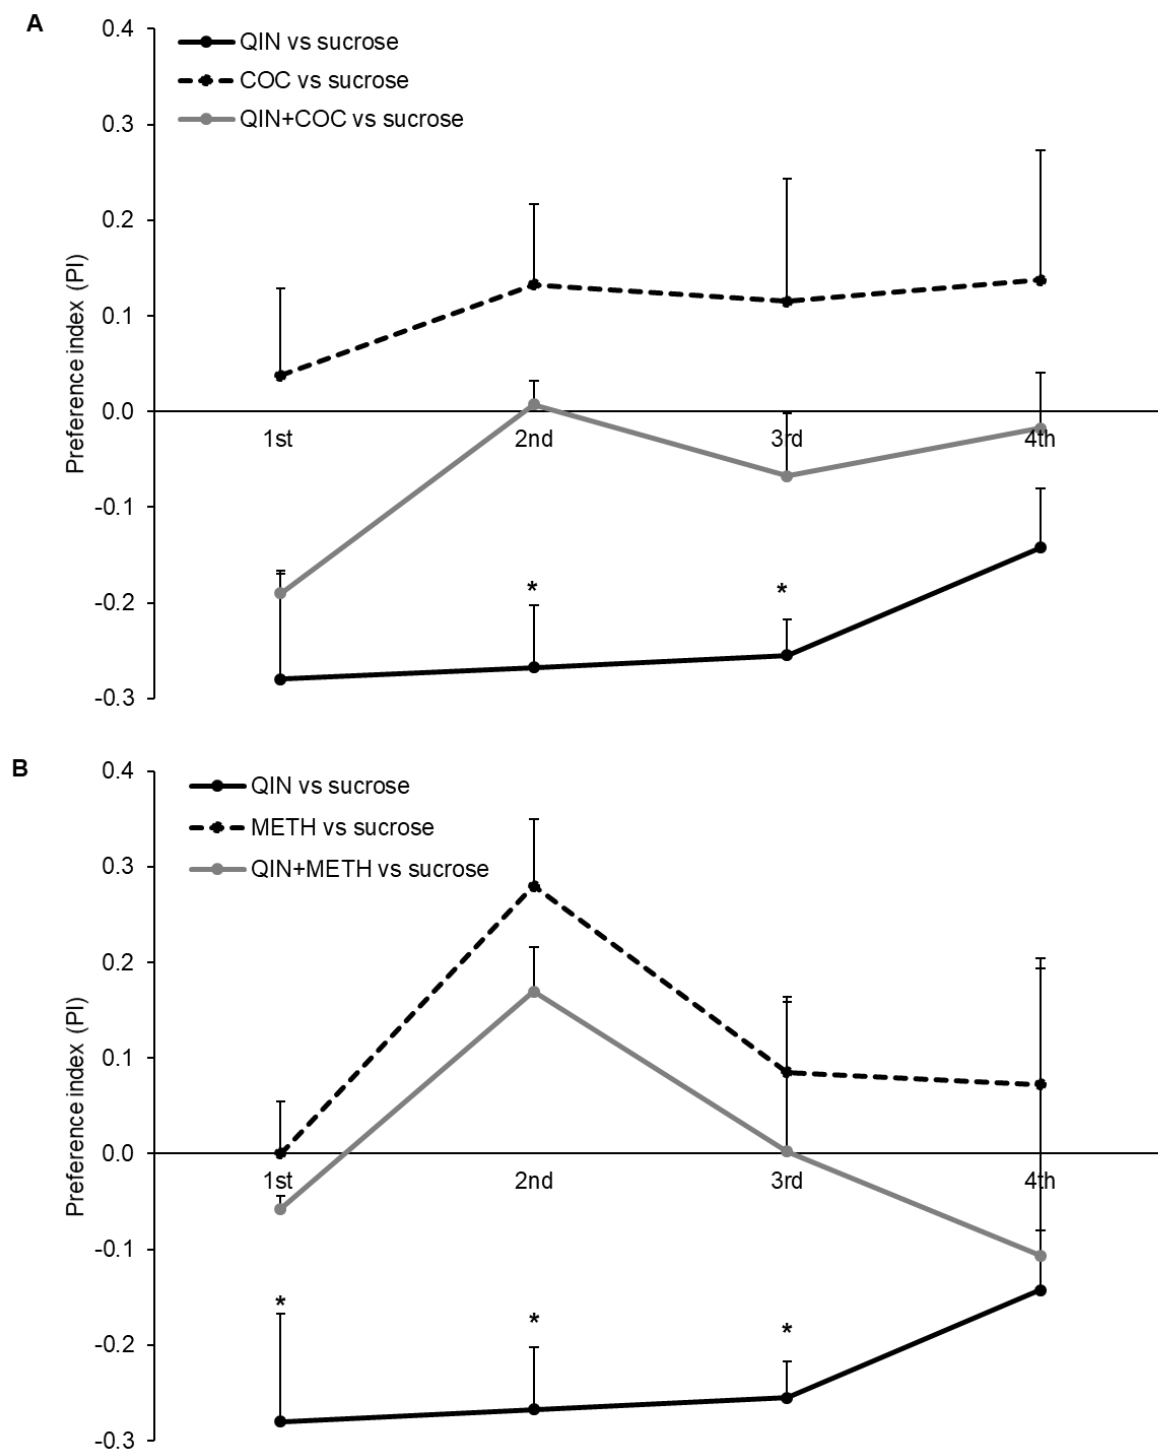 A
0.4
QIN vs sucrose
COC vs sucrose
QIN+COC vs sucrose
0.3
0.2
0.1
0.0
-0.1
-0.2
-0.3
Preference index (PI)
1st 2nd 3rd 4th
* *
B
0.4
QIN vs sucrose
METH vs sucrose
QIN+METH vs sucrose
0.3
0.2
0.1
0.0
-0.1
-0.2
-0.3
Preference index (PI)
1st 2nd 3rd 4th
* * *